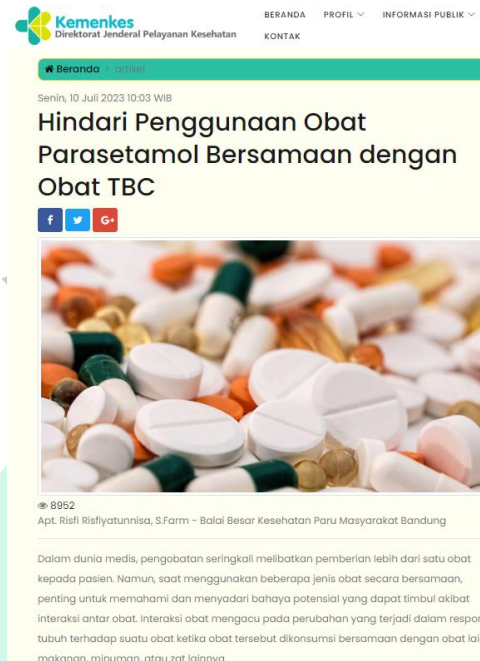 Kemenkes
Direktorat Jenderal Pelayanan Kesehatan
BERANDA PROFIL INFORMASI PUBLIK
KONTAK
Beranda > artikel
Senin, 10 Juli 2023 10:03 WIB
Hindari Penggunaan Obat
Parasetamol Bersamaan dengan
Obat TBC
f G+
8952
Apt. Risfi Risfiyatunnisa, S.Farm - Balai Besar Kesehatan Paru Masyarakat Bandung
Dalam dunia medis, pengobatan seringkali melibatkan pemberian lebih dari satu obat
kepada pasien. Namun, saat menggunakan beberapa jenis obat secara bersamaan,
penting untuk memahami dan menyadari bahaya potensial yang dapat timbul akibat
interaksi antar obat. Interaksi obat mengacu pada perubahan yang terjadi dalam respon
tubuh terhadap suatu obat ketika obat tersebut dikonsumsi bersamaan dengan obat lai
makanan, minuman, atau zat lainnya